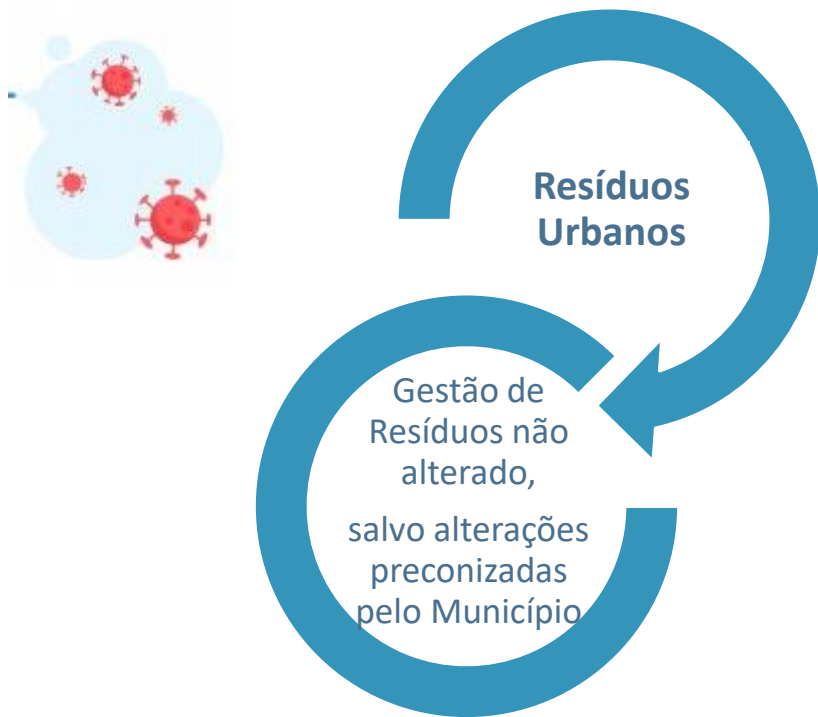 Resíduos
Urbanos
Gestão de
Resíduos não
alterado,
salvo alterações
preconizadas
pelo Município